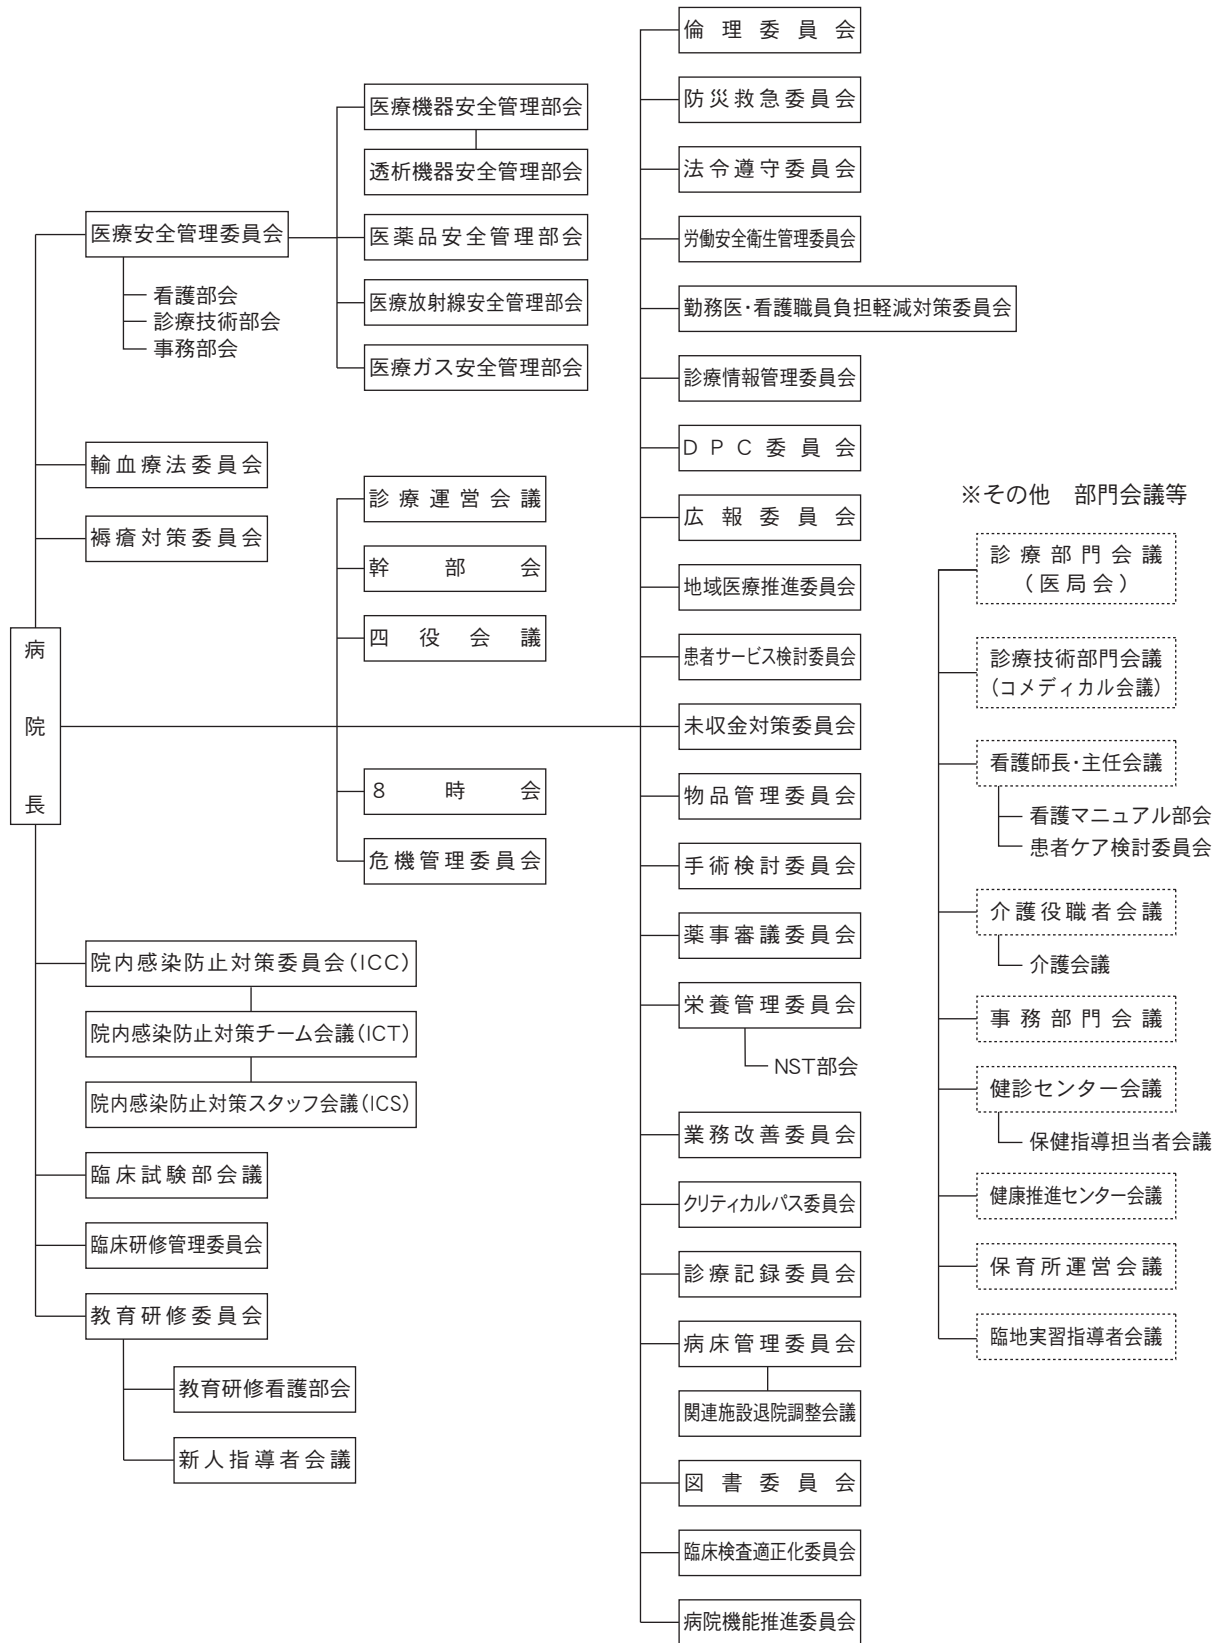 病院長
医療安全管理委員会
看護部会
診療技術部会
事務部会
医療機器安全管理部会
透析機器安全管理部会
医薬品安全管理部会
医療放射線安全管理部会
医療ガス安全管理部会
輸血療法委員会
褥瘡対策委員会
診療運営会議
幹部会
四役会議
8時会
危機管理委員会
院内感染防止対策委員会(ICC)
院内感染防止対策チーム会議(ICT)
院内感染防止対策スタッフ会議(ICS)
臨床試験部会議
臨床研修管理委員会
教育研修委員会
教育研修看護部会
新人指導者会議
倫理委員会
防災救急委員会
法令遵守委員会
労働安全衛生管理委員会
勤務医・看護職員負担軽減対策委員会
診療情報管理委員会
DPC委員会
広報委員会
地域医療推進委員会
患者サービス検討委員会
未収金対策委員会
物品管理委員会
手術検討委員会
薬事審議委員会
栄養管理委員会
NST部会
業務改善委員会
クリティカルパス委員会
診療記録委員会
病床管理委員会
関連施設退院調整会議
図書委員会
臨床検査適正化委員会
病院機能推進委員会
※その他　部門会議等
診療部門会議
(医局会)
診療技術部門会議
(コメディカル会議)
看護師長・主任会議
看護マニュアル部会
患者ケア検討委員会
介護役職者会議
介護会議
事務部門会議
健診センター会議
保健指導担当者会議
健康推進センター会議
保育所運営会議
臨地実習指導者会議